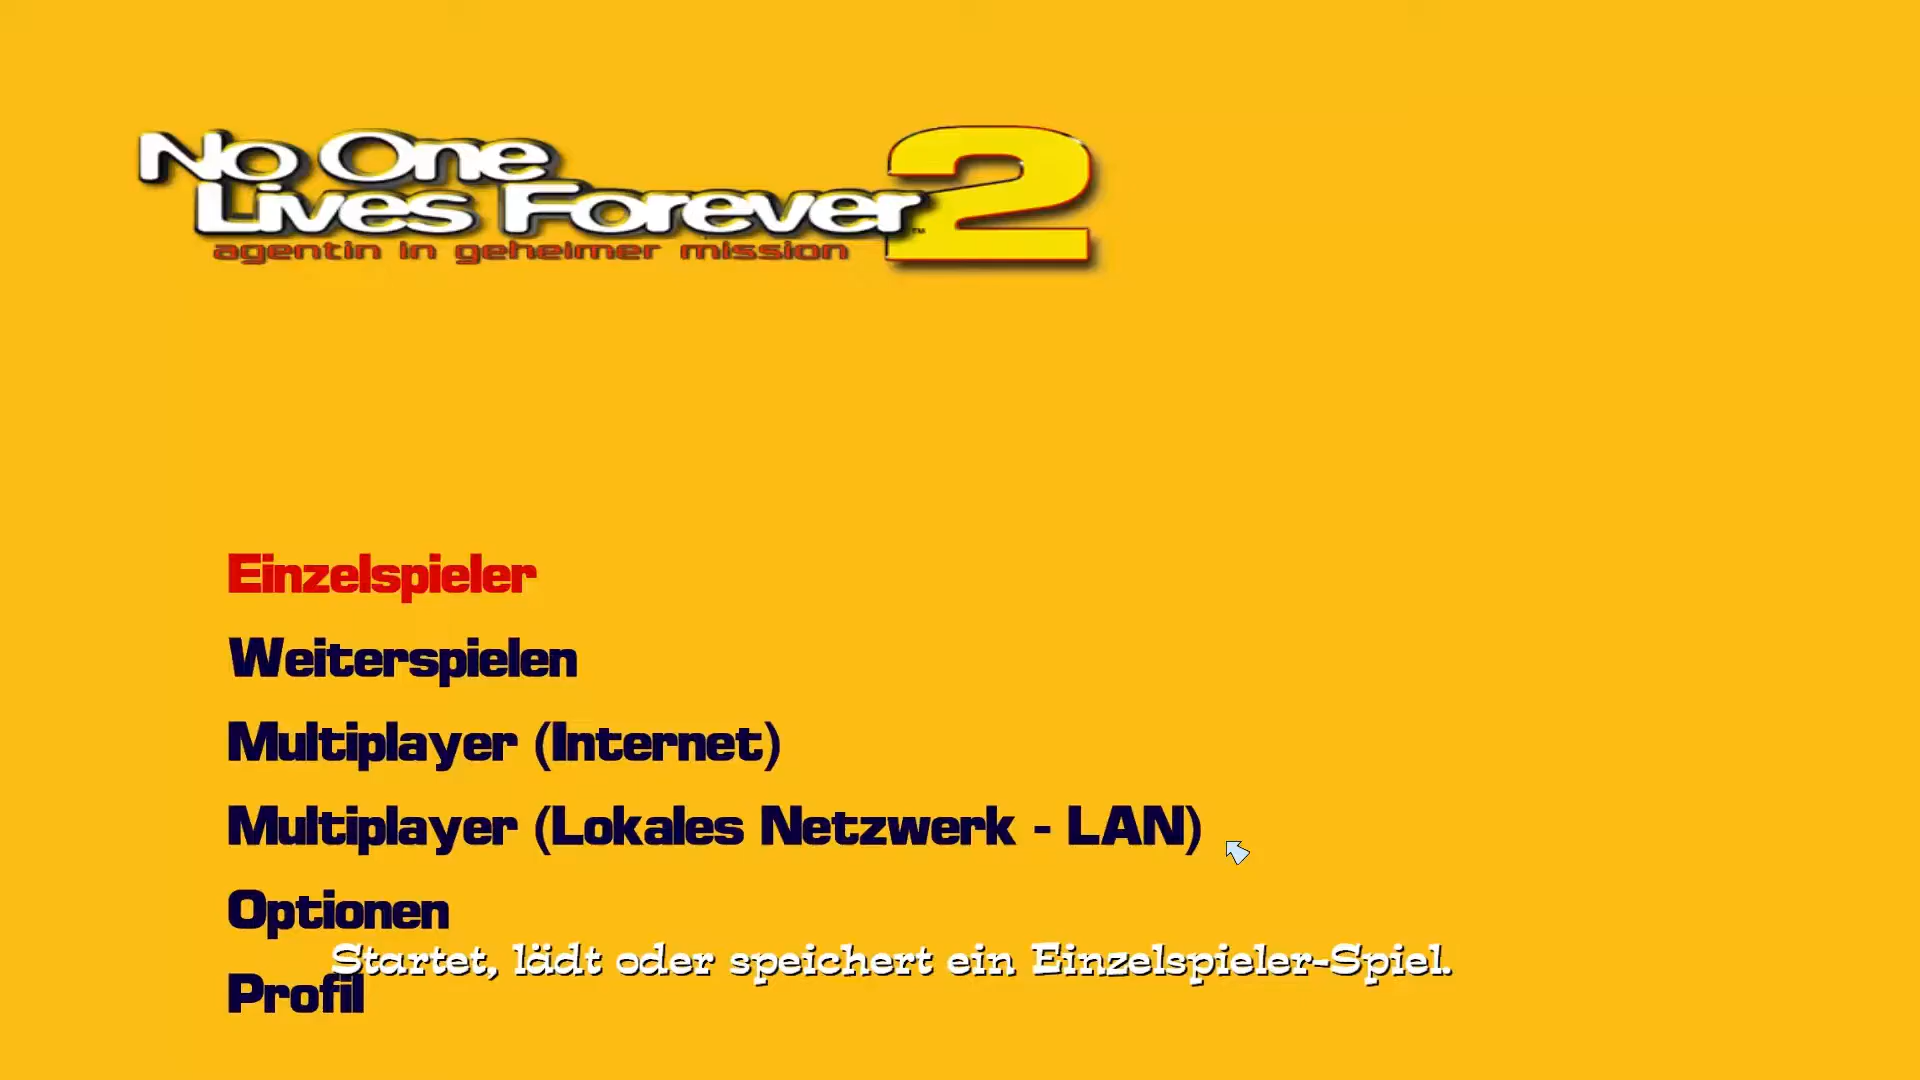 No One
Lives Forever 2
™
agentin in geheimer mission
Einzelspieler
Weiterspielen
Multiplayer (Internet)
Multiplayer (Lokales Netzwerk - LAN)
Optionen
Startet, lädt oder speichert ein Einzelspieler-Spiel.
Profil